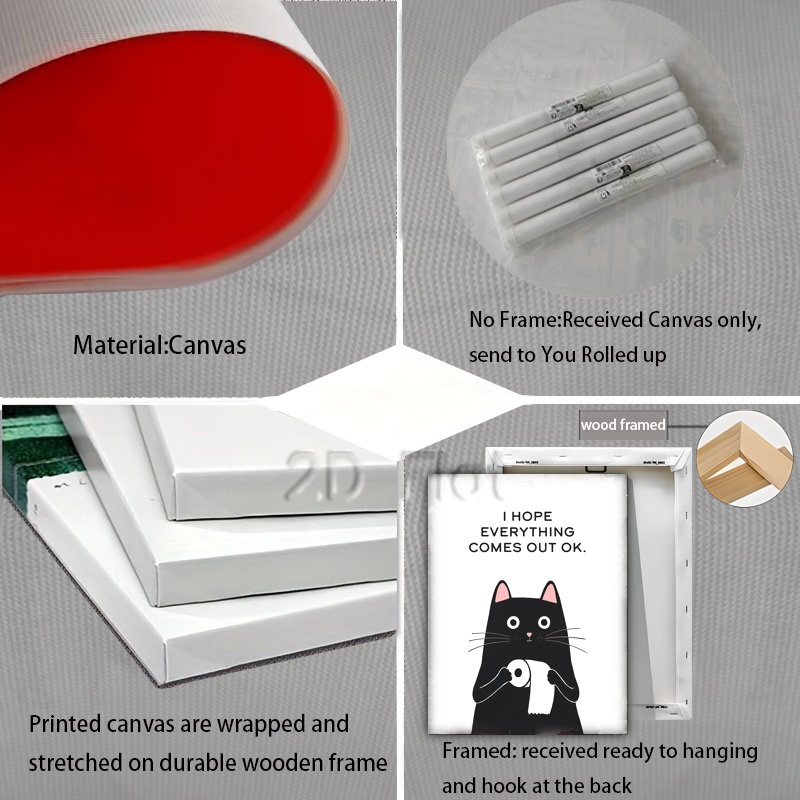 Material:Canvas
No Frame:Received Canvas only,
send to You Rolled up
2D Flat
Printed canvas are wrapped and
stretched on durable wooden frame
wood framed
I HOPE
EVERYTHING
COMES OUT OK.
Framed: received ready to hanging
and hook at the back